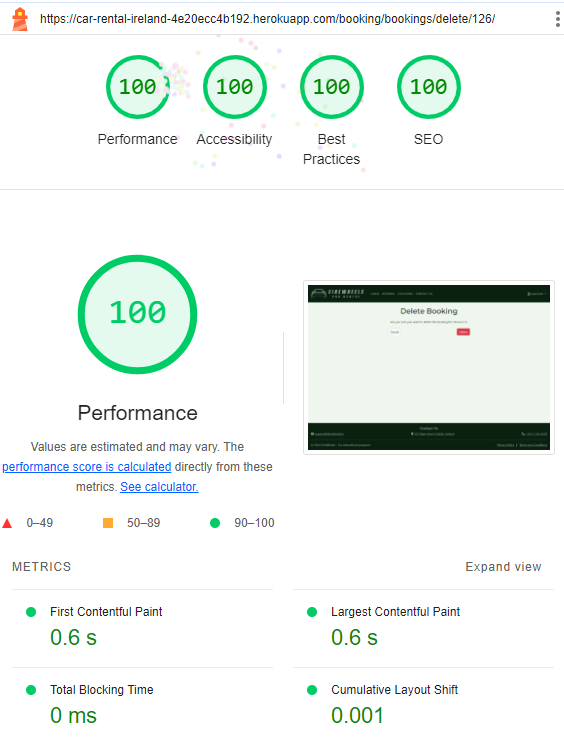 https://car-rental-ireland-4e20ecc4b192.herokuapp.com/booking/bookings/delete/126/
100 100 100 100
Performance Accessibility Best Practices SEO
100
Performance
Values are estimated and may vary. The
performance score is calculated directly from these
metrics. See calculator.
0–49 50–89 90–100
Delete Booking
METRICS
Expand view
First Contentful Paint
0.6 s
Largest Contentful Paint
0.6 s
Total Blocking Time
0 ms
Cumulative Layout Shift
0.001